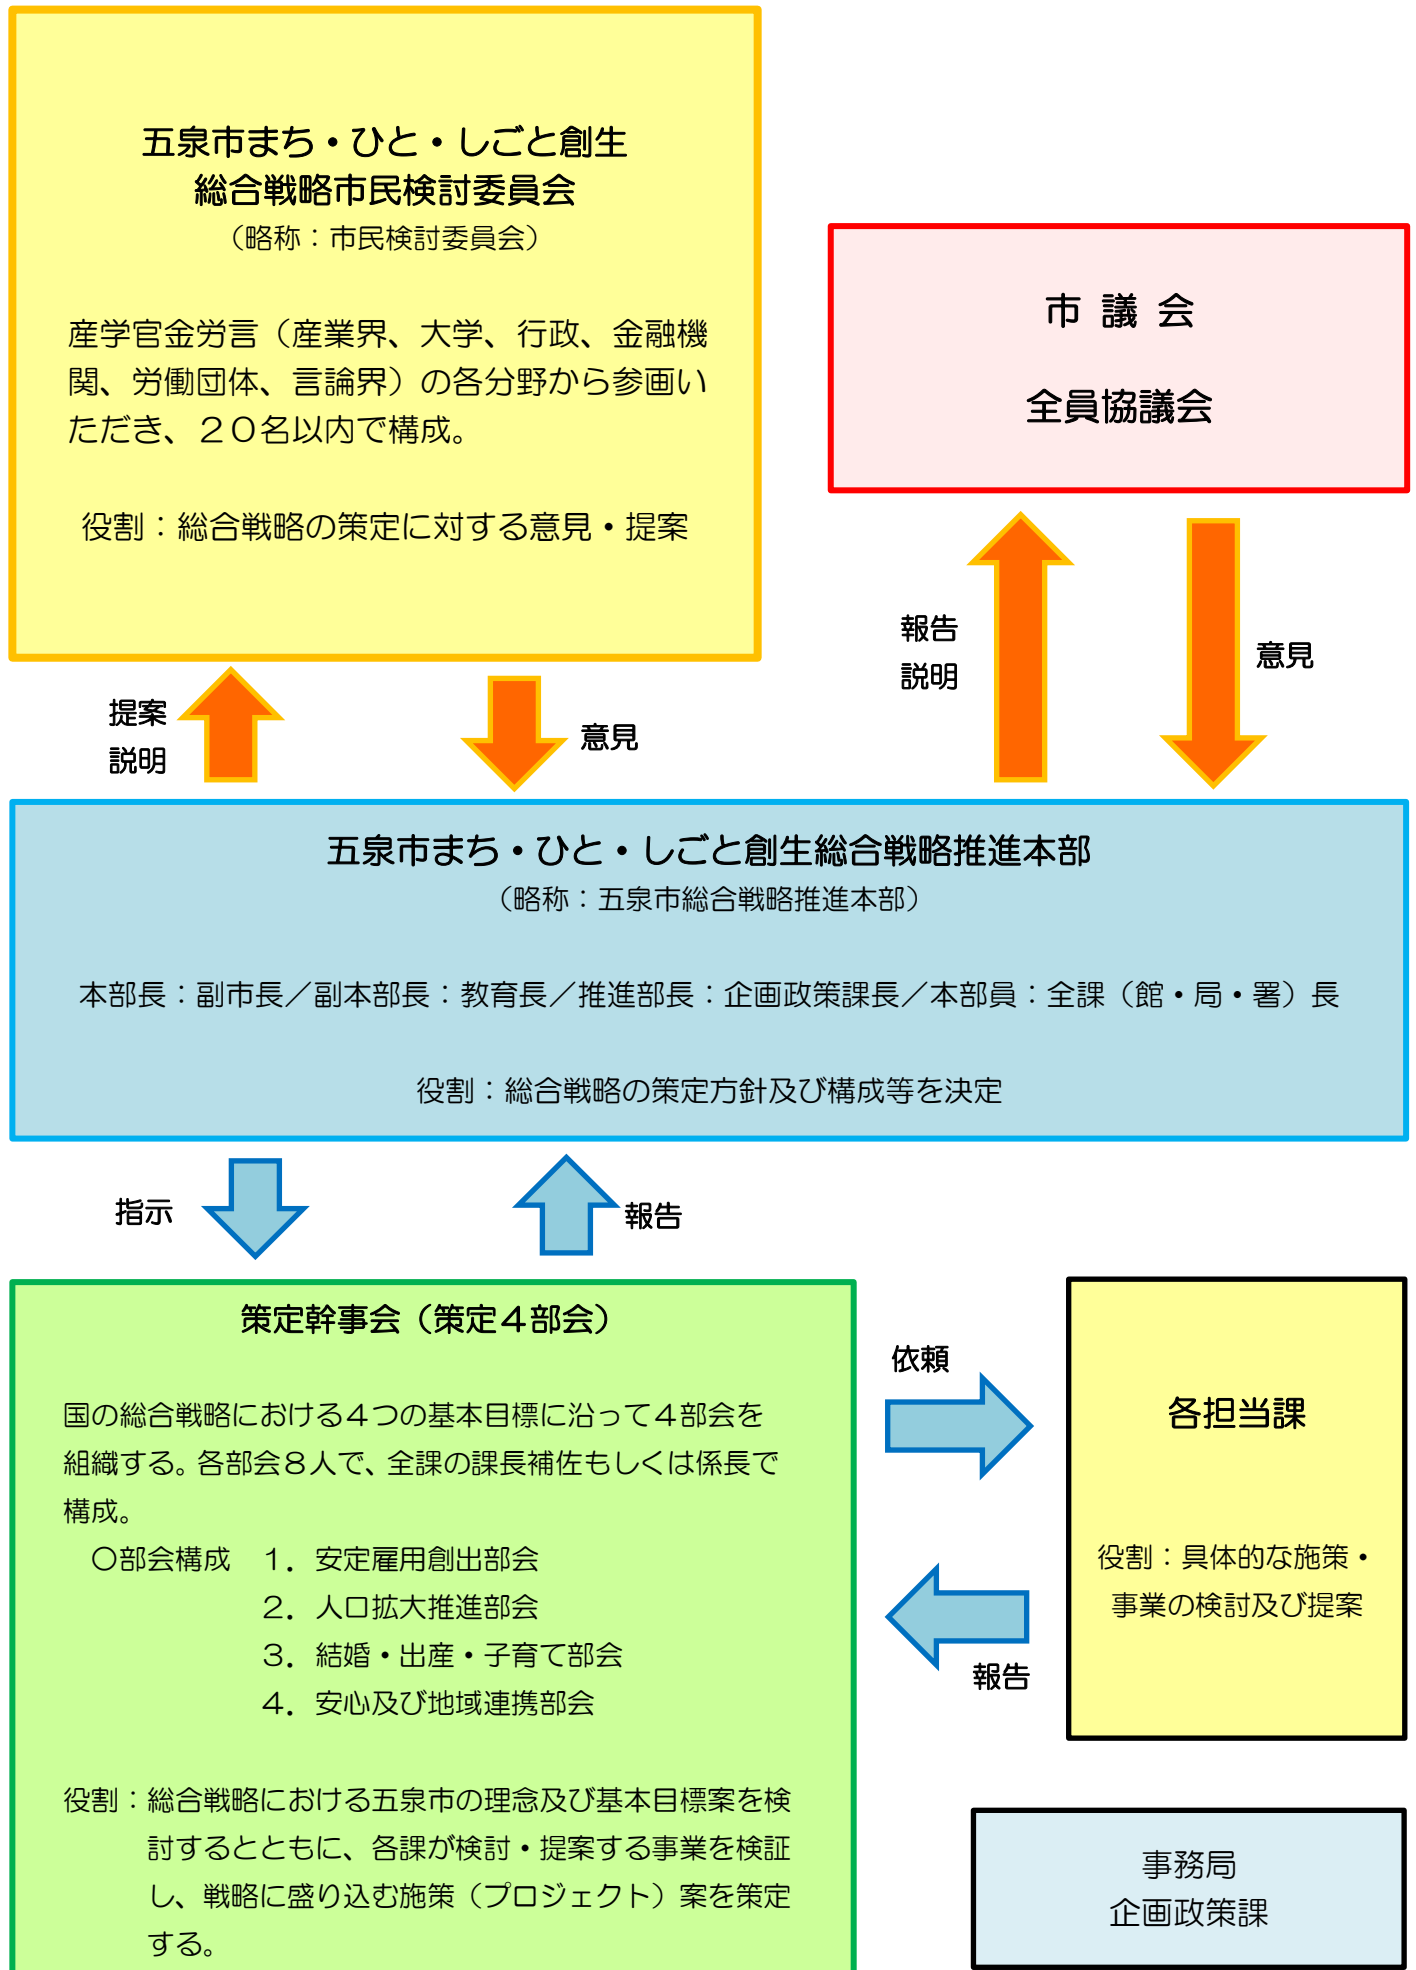 五泉市まち・ひと・しごと創生
総合戦略市民検討委員会
（略称：市民検討委員会）
産学官金労言（産業界、大学、行政、金融機
関、労働団体、言論界）の各分野から参画い
ただき、２０名以内で構成。
役割：総合戦略の策定に対する意見・提案
市 議 会
全員協議会
報告
説明
意見
提案
説明
意見
五泉市まち・ひと・しごと創生総合戦略推進本部
（略称：五泉市総合戦略推進本部）
本部長：副市長／副本部長：教育長／推進部長：企画政策課長／本部員：全課（館・局・署）長
役割：総合戦略の策定方針及び構成等を決定
指示
報告
策定幹事会（策定４部会）
国の総合戦略における４つの基本目標に沿って４部会を
組織する。各部会８人で、全課の課長補佐もしくは係長で
構成。
○部会構成　１．安定雇用創出部会
２．人口拡大推進部会
３．結婚・出産・子育て部会
４．安心及び地域連携部会
役割：総合戦略における五泉市の理念及び基本目標案を検
討するとともに、各課が検討・提案する事業を検証
し、戦略に盛り込む施策（プロジェクト）案を策定
する。
依頼
報告
各担当課
役割：具体的な施策・
事業の検討及び提案
事務局
企画政策課